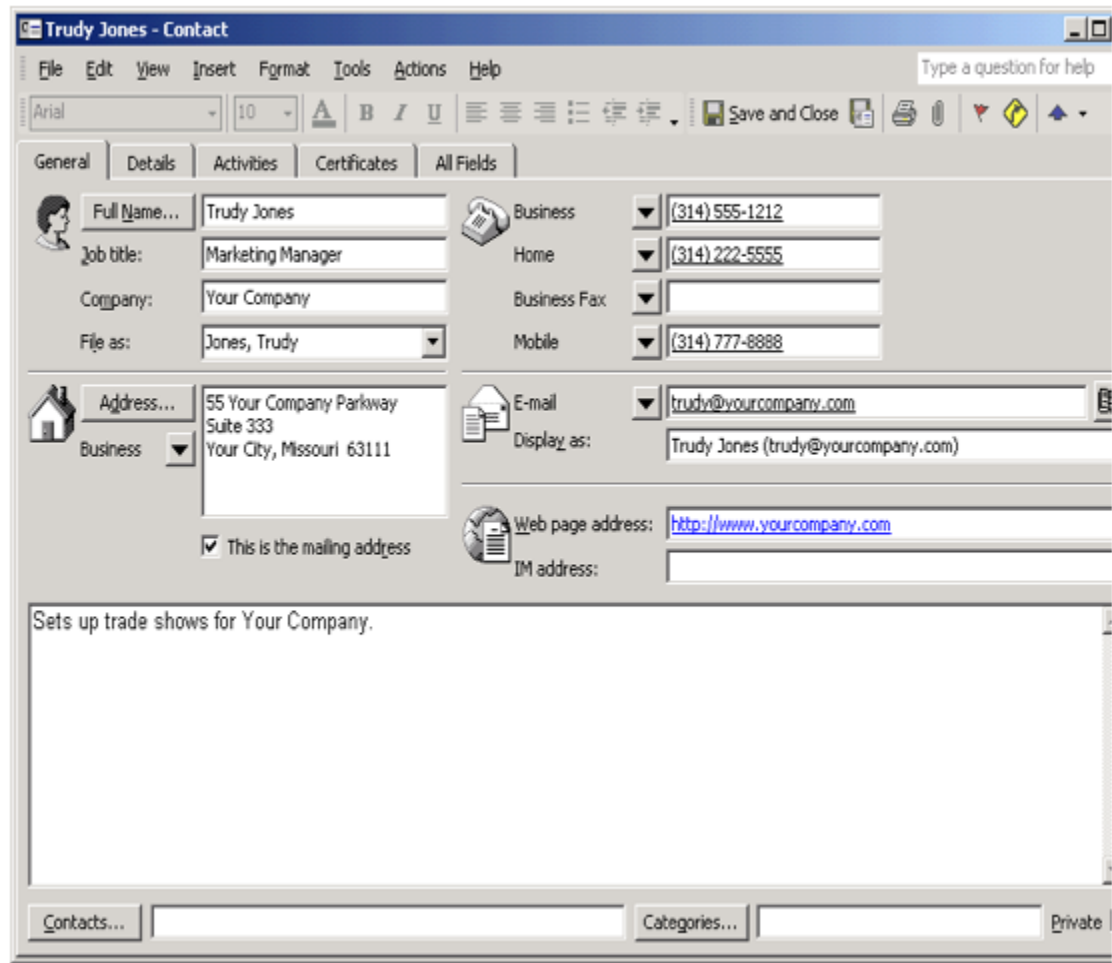 Trudy Jones - Contact
File Edit View Insert Format Tools Actions Help Type a question for help
Arial 10 A B I U Save and Close
General Details Activities Certificates All Fields
Full Name... Trudy Jones
Job title: Marketing Manager
Company: Your Company
File as: Jones, Trudy
Business (314) 555-1212
Home (314) 222-5555
Business Fax
Mobile (314) 777-8888
Address... 55 Your Company Parkway
Suite 333
Business Your City, Missouri 63111
This is the mailing address
E-mail trudy@yourcompany.com
Display as: Trudy Jones (trudy@yourcompany.com)
Web page address: http://www.yourcompany.com
IM address:
Sets up trade shows for Your Company.
Contacts... Categories... Private